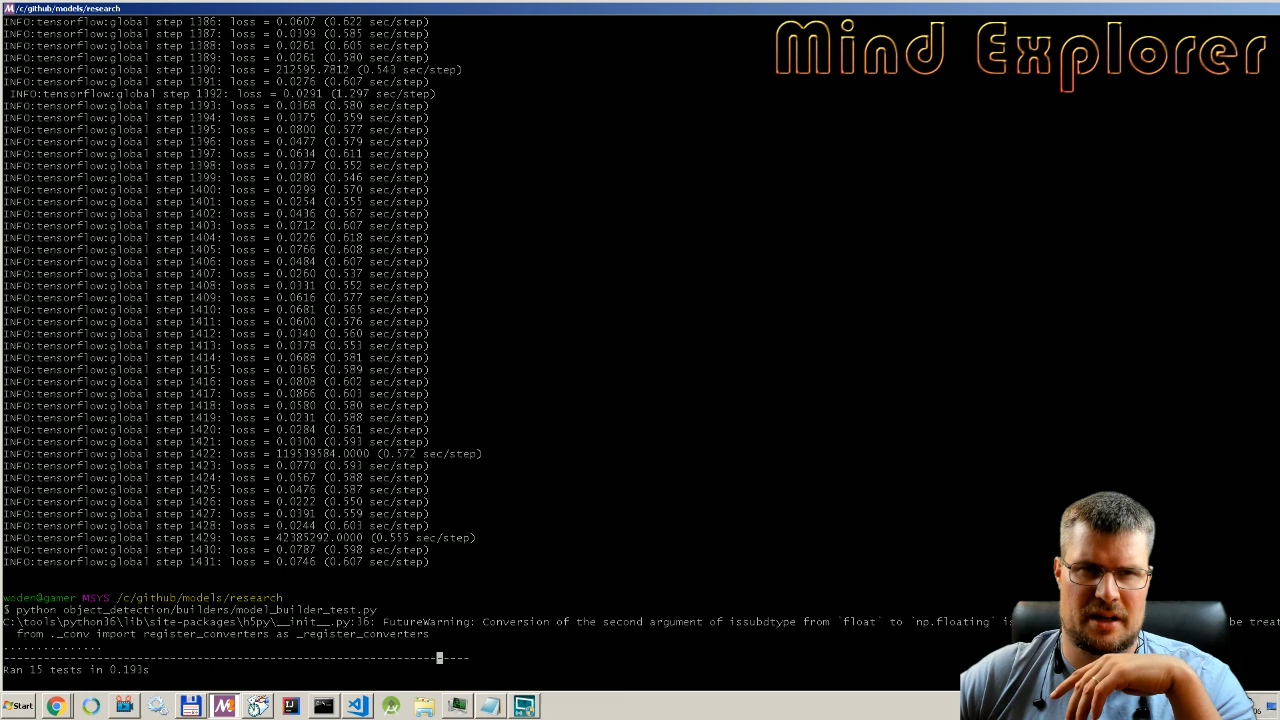 /c/github/models/research
Mind Explorer
INFO:tensorflow:global step 1386: loss = 0.0607 (0.622 sec/step)
INFO:tensorflow:global step 1387: loss = 0.0399 (0.585 sec/step)
INFO:tensorflow:global step 1388: loss = 0.0261 (0.605 sec/step)
INFO:tensorflow:global step 1389: loss = 0.0261 (0.580 sec/step)
INFO:tensorflow:global step 1390: loss = 212595.7812 (0.543 sec/step)
INFO:tensorflow:global step 1391: loss = 0.0276 (0.607 sec/step)
INFO:tensorflow:global step 1392: loss = 0.0291 (1.297 sec/step)
INFO:tensorflow:global step 1393: loss = 0.0368 (0.580 sec/step)
INFO:tensorflow:global step 1394: loss = 0.0375 (0.559 sec/step)
INFO:tensorflow:global step 1395: loss = 0.0800 (0.577 sec/step)
INFO:tensorflow:global step 1396: loss = 0.0477 (0.579 sec/step)
INFO:tensorflow:global step 1397: loss = 0.0634 (0.611 sec/step)
INFO:tensorflow:global step 1398: loss = 0.0377 (0.552 sec/step)
INFO:tensorflow:global step 1399: loss = 0.0280 (0.546 sec/step)
INFO:tensorflow:global step 1400: loss = 0.0299 (0.570 sec/step)
INFO:tensorflow:global step 1401: loss = 0.0254 (0.555 sec/step)
INFO:tensorflow:global step 1402: loss = 0.0436 (0.567 sec/step)
INFO:tensorflow:global step 1403: loss = 0.0712 (0.607 sec/step)
INFO:tensorflow:global step 1404: loss = 0.0226 (0.618 sec/step)
INFO:tensorflow:global step 1405: loss = 0.0766 (0.608 sec/step)
INFO:tensorflow:global step 1406: loss = 0.0484 (0.607 sec/step)
INFO:tensorflow:global step 1407: loss = 0.0260 (0.537 sec/step)
INFO:tensorflow:global step 1408: loss = 0.0331 (0.552 sec/step)
INFO:tensorflow:global step 1409: loss = 0.0616 (0.577 sec/step)
INFO:tensorflow:global step 1410: loss = 0.0681 (0.565 sec/step)
INFO:tensorflow:global step 1411: loss = 0.0600 (0.576 sec/step)
INFO:tensorflow:global step 1412: loss = 0.0340 (0.560 sec/step)
INFO:tensorflow:global step 1413: loss = 0.0378 (0.553 sec/step)
INFO:tensorflow:global step 1414: loss = 0.0688 (0.581 sec/step)
INFO:tensorflow:global step 1415: loss = 0.0365 (0.589 sec/step)
INFO:tensorflow:global step 1416: loss = 0.0808 (0.602 sec/step)
INFO:tensorflow:global step 1417: loss = 0.0866 (0.603 sec/step)
INFO:tensorflow:global step 1418: loss = 0.0580 (0.580 sec/step)
INFO:tensorflow:global step 1419: loss = 0.0231 (0.588 sec/step)
INFO:tensorflow:global step 1420: loss = 0.0284 (0.561 sec/step)
INFO:tensorflow:global step 1421: loss = 0.0300 (0.593 sec/step)
INFO:tensorflow:global step 1422: loss = 119539584.0000 (0.572 sec/step)
INFO:tensorflow:global step 1423: loss = 0.0770 (0.593 sec/step)
INFO:tensorflow:global step 1424: loss = 0.0567 (0.588 sec/step)
INFO:tensorflow:global step 1425: loss = 0.0476 (0.587 sec/step)
INFO:tensorflow:global step 1426: loss = 0.0222 (0.550 sec/step)
INFO:tensorflow:global step 1427: loss = 0.0391 (0.559 sec/step)
INFO:tensorflow:global step 1428: loss = 0.0244 (0.603 sec/step)
INFO:tensorflow:global step 1429: loss = 42385292.0000 (0.555 sec/step)
INFO:tensorflow:global step 1430: loss = 0.0787 (0.598 sec/step)
INFO:tensorflow:global step 1431: loss = 0.0746 (0.607 sec/step)
woden@gamer MSYS /c/github/models/research
$ python object_detection/builders/model_builder_test.py
C:\tools\python36\lib\site-packages\h5py\__init__.py:36: FutureWarning: Conversion of the second argument of issubdtype from `float` to `np.floating` is be treat
from ._conv import register_converters as _register_converters
...............
----------------------------------------------------------------------
Ran 15 tests in 0.193s
Start